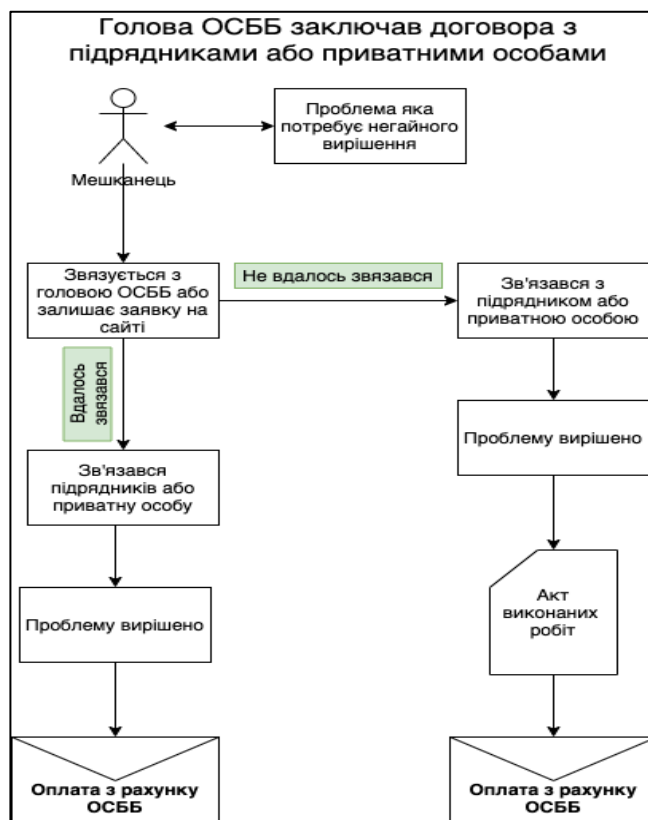 Голова ОСББ заключав договора з
підрядниками або приватними особами
Проблема яка
потребує негайного
вирішення
Мешканець
Звязується з
головою ОСББ або
залишає заявку на
сайті
Не вдалось звязався
Зв'язався з
підрядником або
приватною особою
Вдалось
звязався
Проблему вирішено
Зв'язався
підрядників або
приватну особу
Акт
виконаних
робіт
Проблему вирішено
Оплата з рахунку
ОСББ
Оплата з рахунку
ОСББ